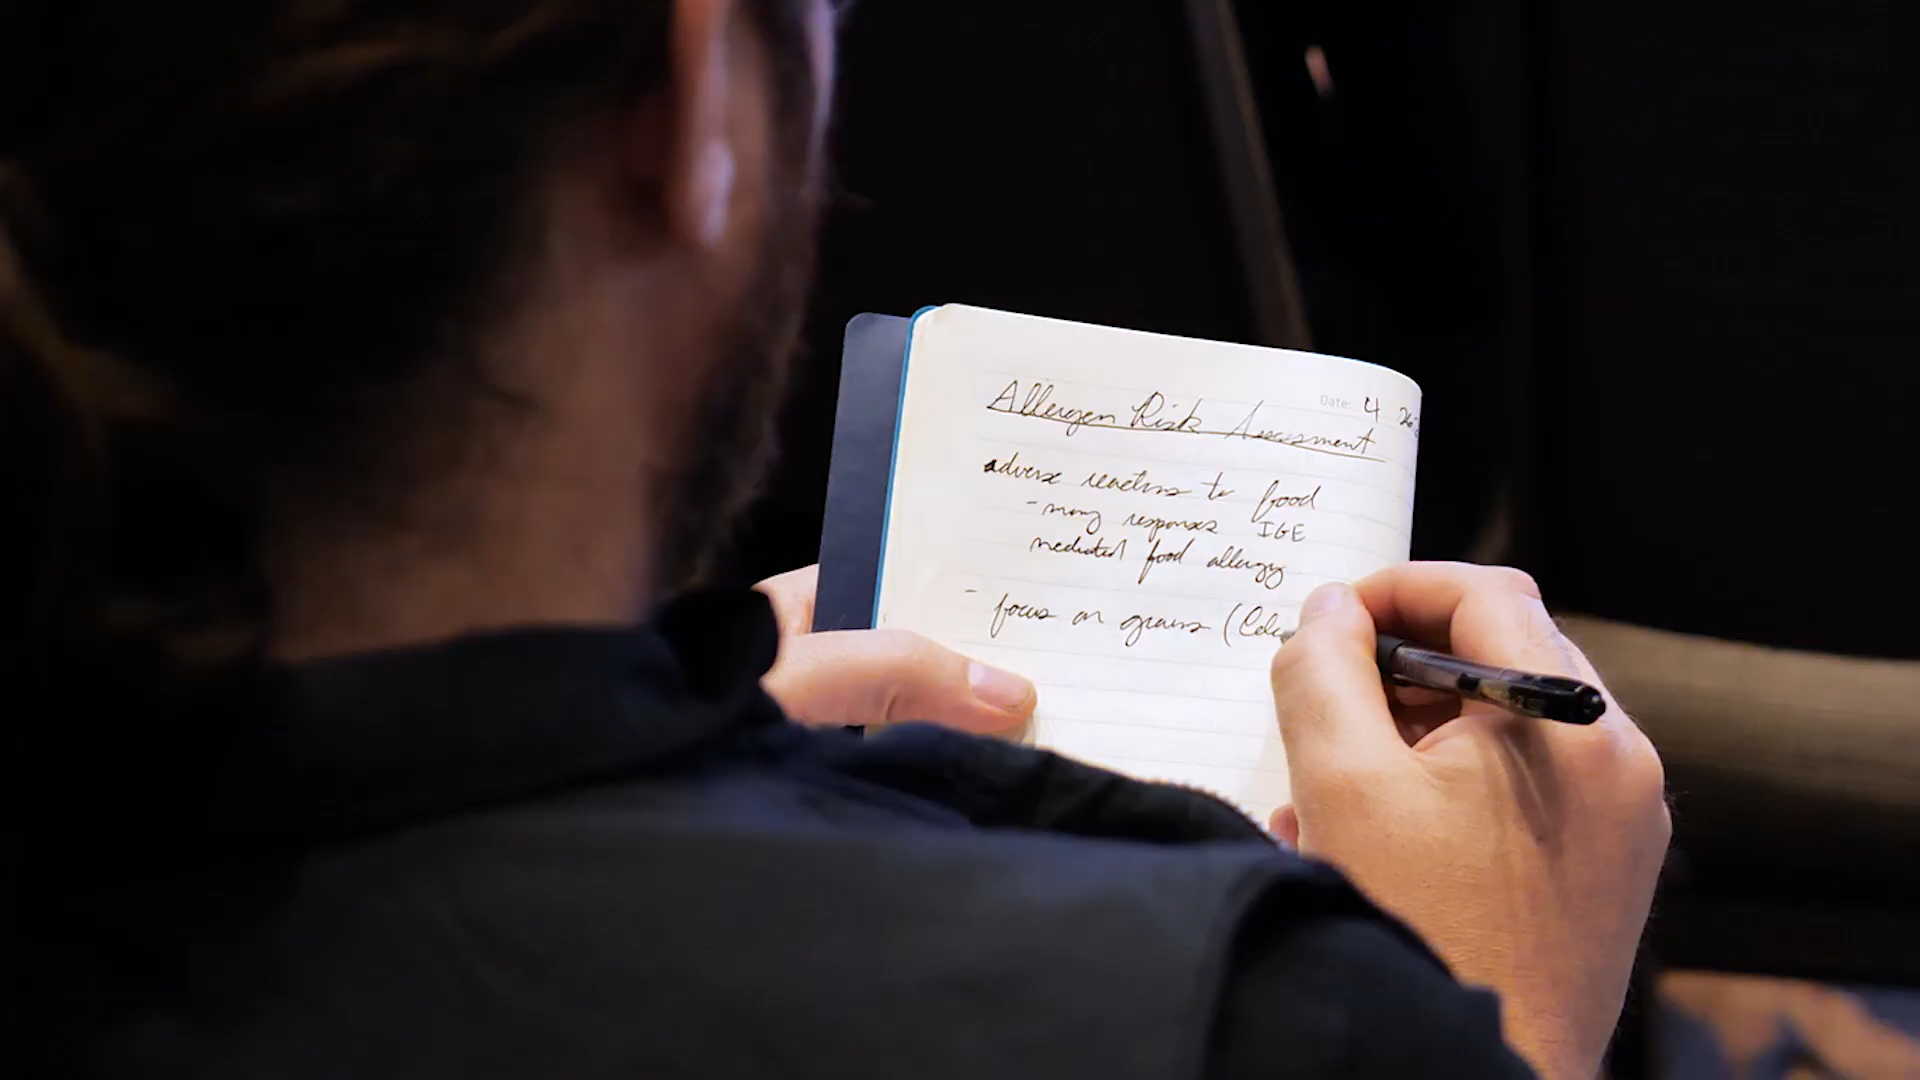 Date: 4 20
Allergen Risk Assessment
adverse reactions to food
- many responses IGE
mediated food allergy
- focus on grains (Celi